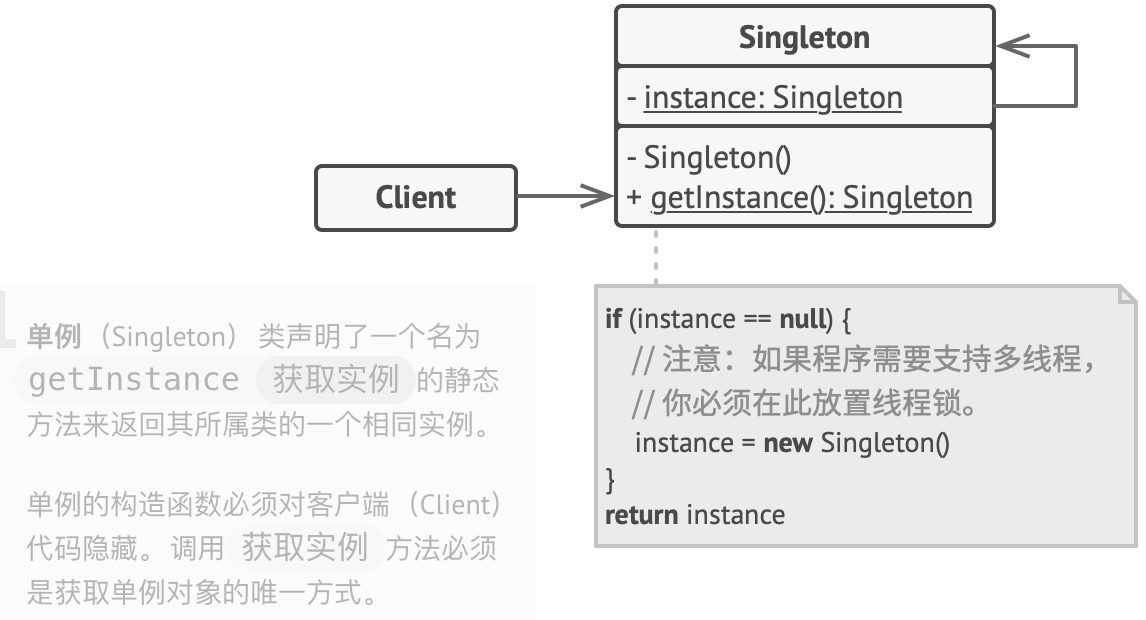 Singleton
- instance: Singleton
- Singleton()
+ getInstance(): Singleton
Client
1
单例（Singleton） 类声明了一个名为
getInstance 获取实例 的静态
方法来返回其所属类的一个相同实例。
单例的构造函数必须对客户端（Client）
代码隐藏。 调用 获取实例 方法必须
是获取单例对象的唯一方式。
if (instance == null) {
// 注意：如果程序需要支持多线程，
// 你必须在此放置线程锁。
instance = new Singleton()
}
return instance